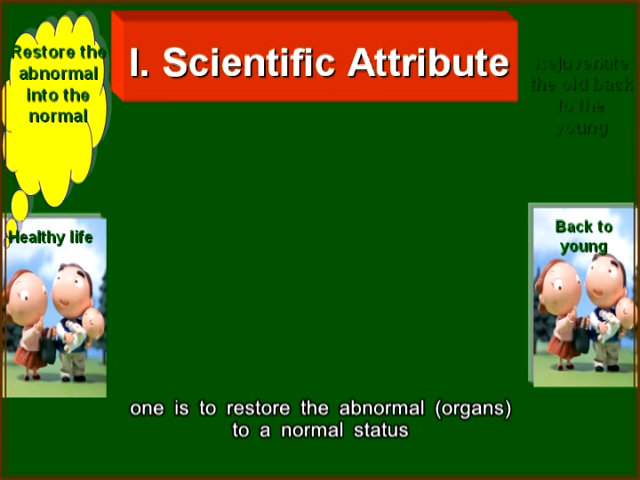 Restore the
abnormal
into the
normal
I. Scientific Attribute
Rejuvenate
the old back
to the
young
Healthy life
Back to
young
one is to restore the abnormal (organs)
to a normal status